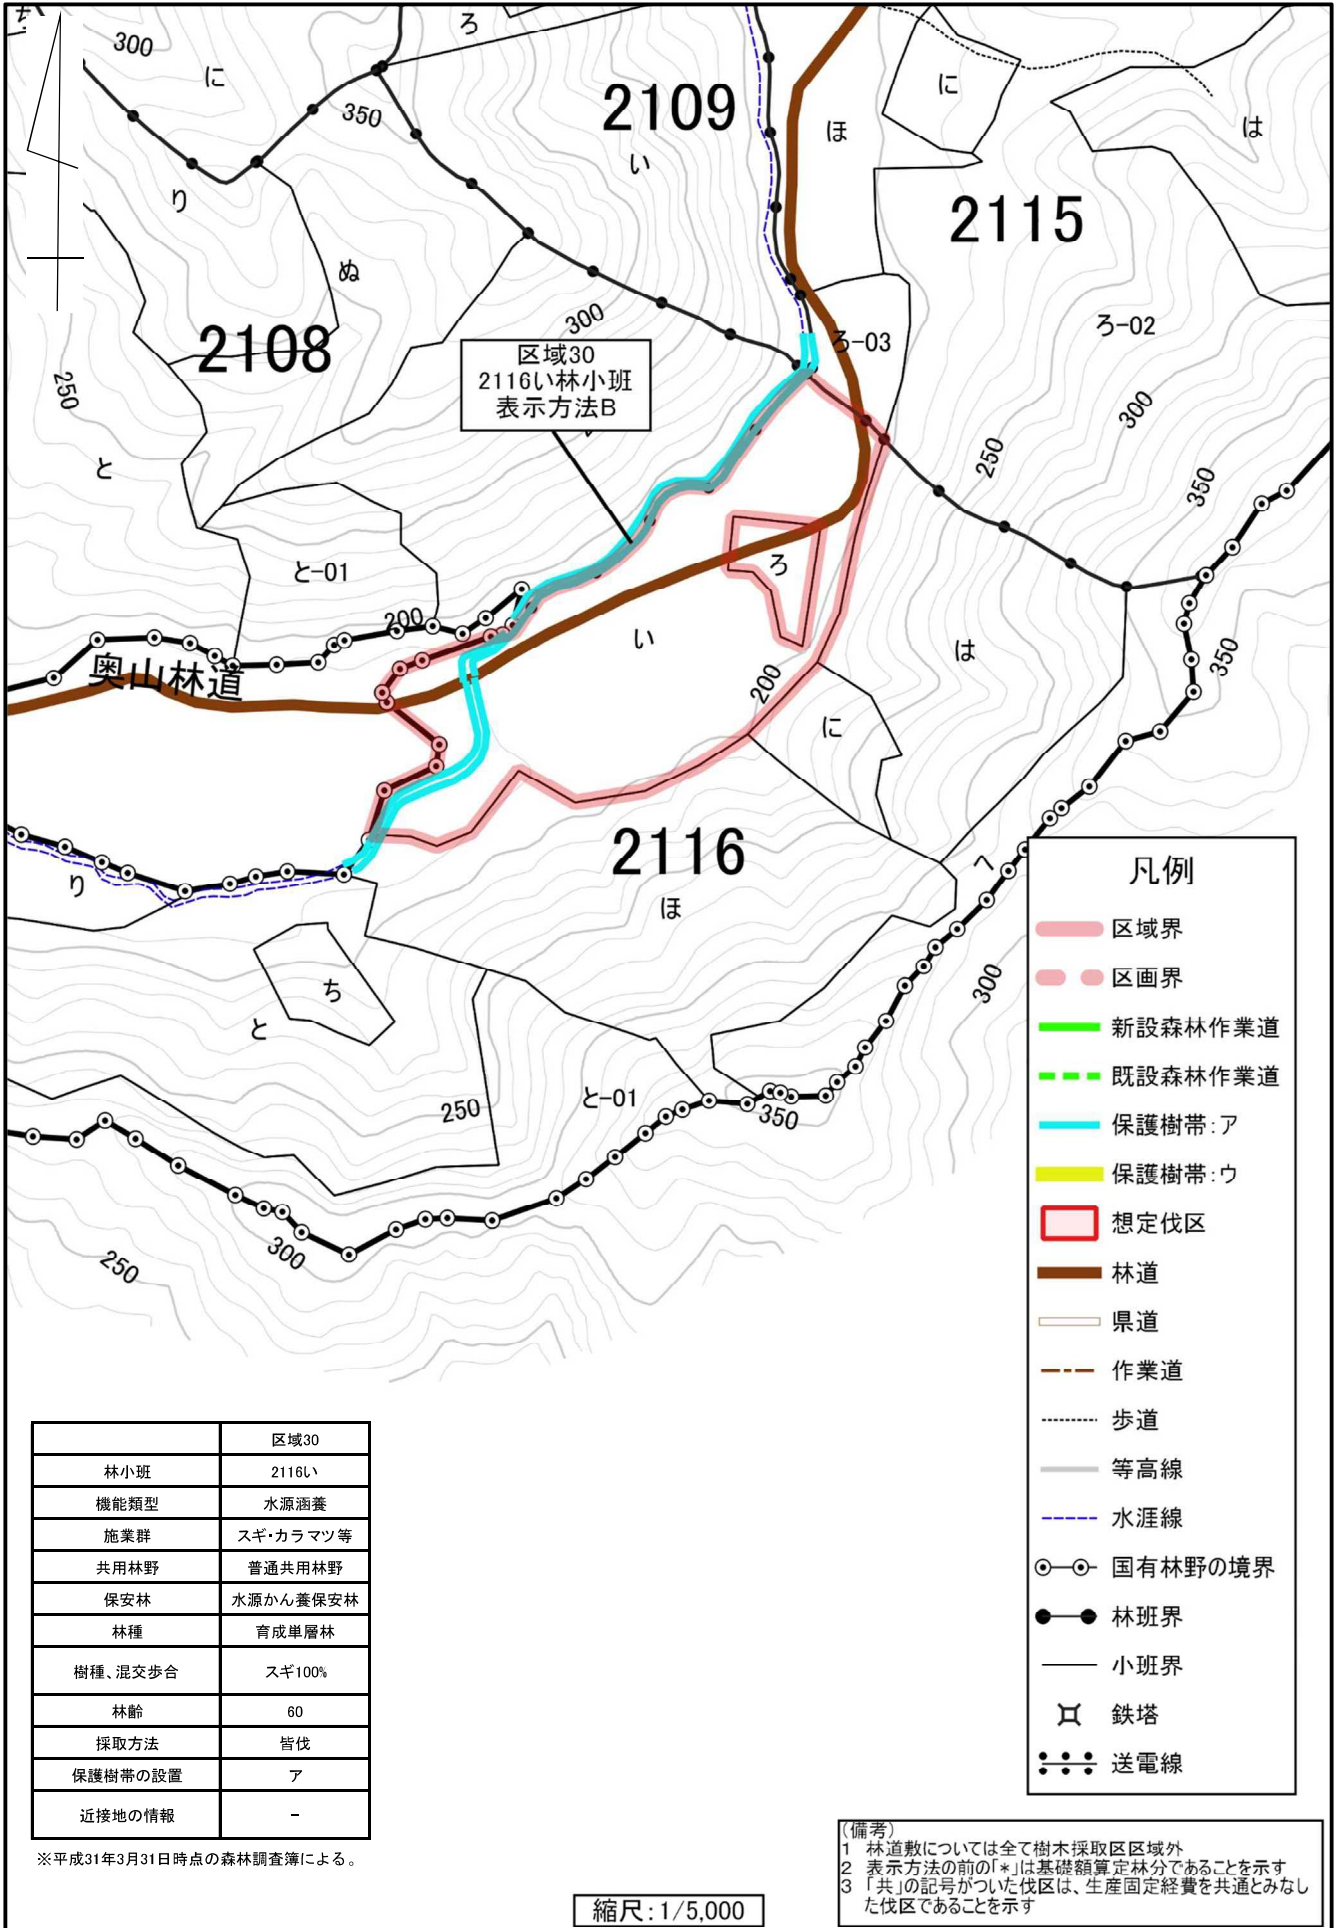 300
に
ろ
350
2109
い
ほ
に
は
り
2115
ぬ
300
ろ-02
2108
ろ-03
区域30
2116い林小班
表示方法B
250
300
と
250
350
と-01
ろ
200
い
は
350
奥山林道
200
に
2116
り
ほ
ち
と
300
250
と-01
350
300
250
凡例
区域界
区画界
新設森林作業道
既設森林作業道
保護樹帯:ア
保護樹帯:ウ
想定伐区
林道
県道
作業道
歩道
等高線
水涯線
国有林野の境界
林班界
小班界
鉄塔
送電線
区域30
林小班 2116い
機能類型 水源涵養
施業群 スギ・カラマツ等
共用林野 普通共用林野
保安林 水源かん養保安林
林種 育成単層林
樹種、混交歩合 スギ100%
林齢 60
採取方法 皆伐
保護樹帯の設置 ア
近接地の情報 -
※平成31年3月31日時点の森林調査簿による。
縮尺:1/5,000
(備考)
1 林道敷については全て樹木採取区区域外
2 表示方法の前の「*」は基礎額算定林分であることを示す
3 「共」の記号がついた伐区は、生産固定経費を共通とみなし
た伐区であることを示す